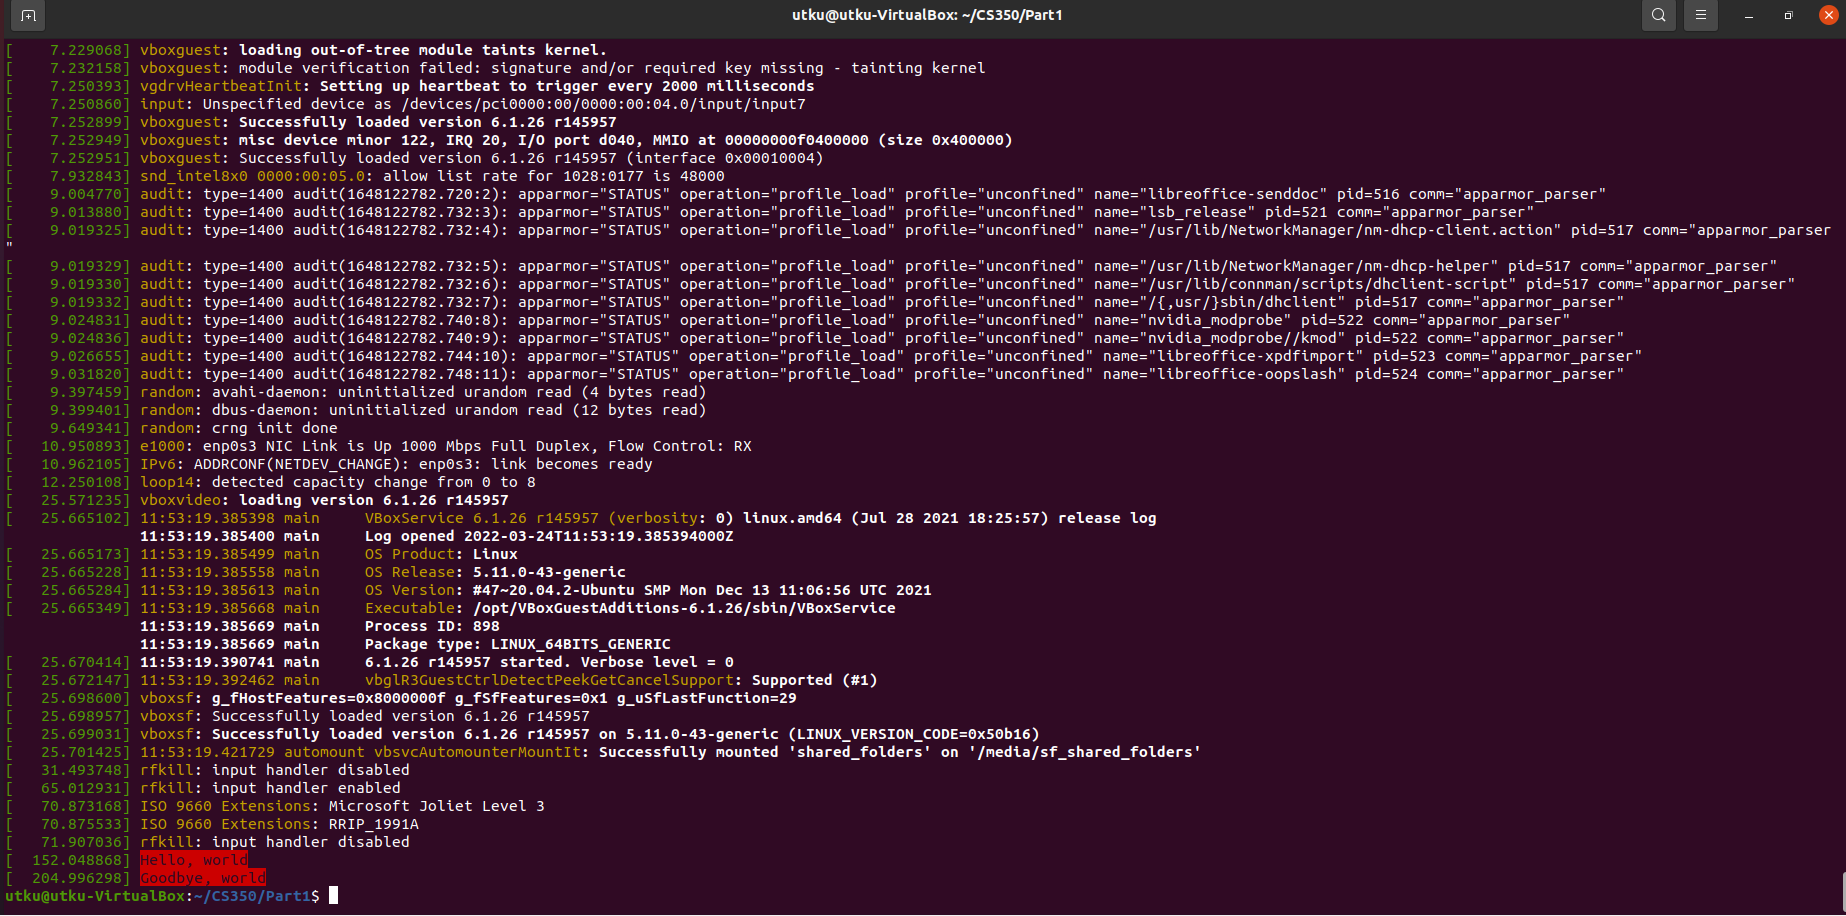 utku@utku-VirtualBox: ~/CS350/Part1
[    7.229068] vboxguest: loading out-of-tree module taints kernel.
[    7.232158] vboxguest: module verification failed: signature and/or required key missing - tainting kernel
[    7.250393] vgdrvHeartbeatInit: Setting up heartbeat to trigger every 2000 milliseconds
[    7.250860] input: Unspecified device as /devices/pci0000:00/0000:00:04.0/input/input7
[    7.252899] vboxguest: Successfully loaded version 6.1.26 r145957
[    7.252949] vboxguest: misc device minor 122, IRQ 20, I/O port d040, MMIO at 00000000f0400000 (size 0x400000)
[    7.252951] vboxguest: Successfully loaded version 6.1.26 r145957 (interface 0x00010004)
[    7.932843] snd_intel8x0 0000:00:05.0: allow list rate for 1028:0177 is 48000
[    9.004770] audit: type=1400 audit(1648122782.720:2): apparmor="STATUS" operation="profile_load" profile="unconfined" name="libreoffice-senddoc" pid=516 comm="apparmor_parser"
[    9.013880] audit: type=1400 audit(1648122782.732:3): apparmor="STATUS" operation="profile_load" profile="unconfined" name="lsb_release" pid=521 comm="apparmor_parser"
[    9.019325] audit: type=1400 audit(1648122782.732:4): apparmor="STATUS" operation="profile_load" profile="unconfined" name="/usr/lib/NetworkManager/nm-dhcp-client.action" pid=517 comm="apparmor_parser
"
[    9.019329] audit: type=1400 audit(1648122782.732:5): apparmor="STATUS" operation="profile_load" profile="unconfined" name="/usr/lib/NetworkManager/nm-dhcp-helper" pid=517 comm="apparmor_parser"
[    9.019330] audit: type=1400 audit(1648122782.732:6): apparmor="STATUS" operation="profile_load" profile="unconfined" name="/usr/lib/connman/scripts/dhclient-script" pid=517 comm="apparmor_parser"
[    9.019332] audit: type=1400 audit(1648122782.732:7): apparmor="STATUS" operation="profile_load" profile="unconfined" name="/{,usr/}sbin/dhclient" pid=517 comm="apparmor_parser"
[    9.024831] audit: type=1400 audit(1648122782.740:8): apparmor="STATUS" operation="profile_load" profile="unconfined" name="nvidia_modprobe" pid=522 comm="apparmor_parser"
[    9.024836] audit: type=1400 audit(1648122782.740:9): apparmor="STATUS" operation="profile_load" profile="unconfined" name="nvidia_modprobe//kmod" pid=522 comm="apparmor_parser"
[    9.026655] audit: type=1400 audit(1648122782.744:10): apparmor="STATUS" operation="profile_load" profile="unconfined" name="libreoffice-xpdfimport" pid=523 comm="apparmor_parser"
[    9.031820] audit: type=1400 audit(1648122782.748:11): apparmor="STATUS" operation="profile_load" profile="unconfined" name="libreoffice-oopslash" pid=524 comm="apparmor_parser"
[    9.397459] random: avahi-daemon: uninitialized urandom read (4 bytes read)
[    9.399401] random: dbus-daemon: uninitialized urandom read (12 bytes read)
[    9.649341] random: crng init done
[   10.950893] e1000: enp0s3 NIC Link is Up 1000 Mbps Full Duplex, Flow Control: RX
[   10.962105] IPv6: ADDRCONF(NETDEV_CHANGE): enp0s3: link becomes ready
[   12.250108] loop14: detected capacity change from 0 to 8
[   25.571235] vboxvideo: loading version 6.1.26 r145957
[   25.665102] 11:53:19.385398 main     VBoxService 6.1.26 r145957 (verbosity: 0) linux.amd64 (Jul 28 2021 18:25:57) release log
               11:53:19.385400 main     Log opened 2022-03-24T11:53:19.385394000Z
[   25.665173] 11:53:19.385499 main     OS Product: Linux
[   25.665228] 11:53:19.385558 main     OS Release: 5.11.0-43-generic
[   25.665284] 11:53:19.385613 main     OS Version: #47~20.04.2-Ubuntu SMP Mon Dec 13 11:06:56 UTC 2021
[   25.665349] 11:53:19.385668 main     Executable: /opt/VBoxGuestAdditions-6.1.26/sbin/VBoxService
               11:53:19.385669 main     Process ID: 898
               11:53:19.385669 main     Package type: LINUX_64BITS_GENERIC
[   25.670414] 11:53:19.390741 main     6.1.26 r145957 started. Verbose level = 0
[   25.672147] 11:53:19.392462 main     vbglR3GuestCtrlDetectPeekGetCancelSupport: Supported (#1)
[   25.698600] vboxsf: g_fHostFeatures=0x8000000f g_fSfFeatures=0x1 g_uSfLastFunction=29
[   25.698957] vboxsf: Successfully loaded version 6.1.26 r145957
[   25.699031] vboxsf: Successfully loaded version 6.1.26 r145957 on 5.11.0-43-generic (LINUX_VERSION_CODE=0x50b16)
[   25.701425] 11:53:19.421729 automount vbsvcAutomounterMountIt: Successfully mounted 'shared_folders' on '/media/sf_shared_folders'
[   31.493748] rfkill: input handler disabled
[   65.012931] rfkill: input handler enabled
[   70.873168] ISO 9660 Extensions: Microsoft Joliet Level 3
[   70.875533] ISO 9660 Extensions: RRIP_1991A
[   71.907036] rfkill: input handler disabled
[  152.048868] Hello, world
[  204.996298] Goodbye, world
utku@utku-VirtualBox:~/CS350/Part1$